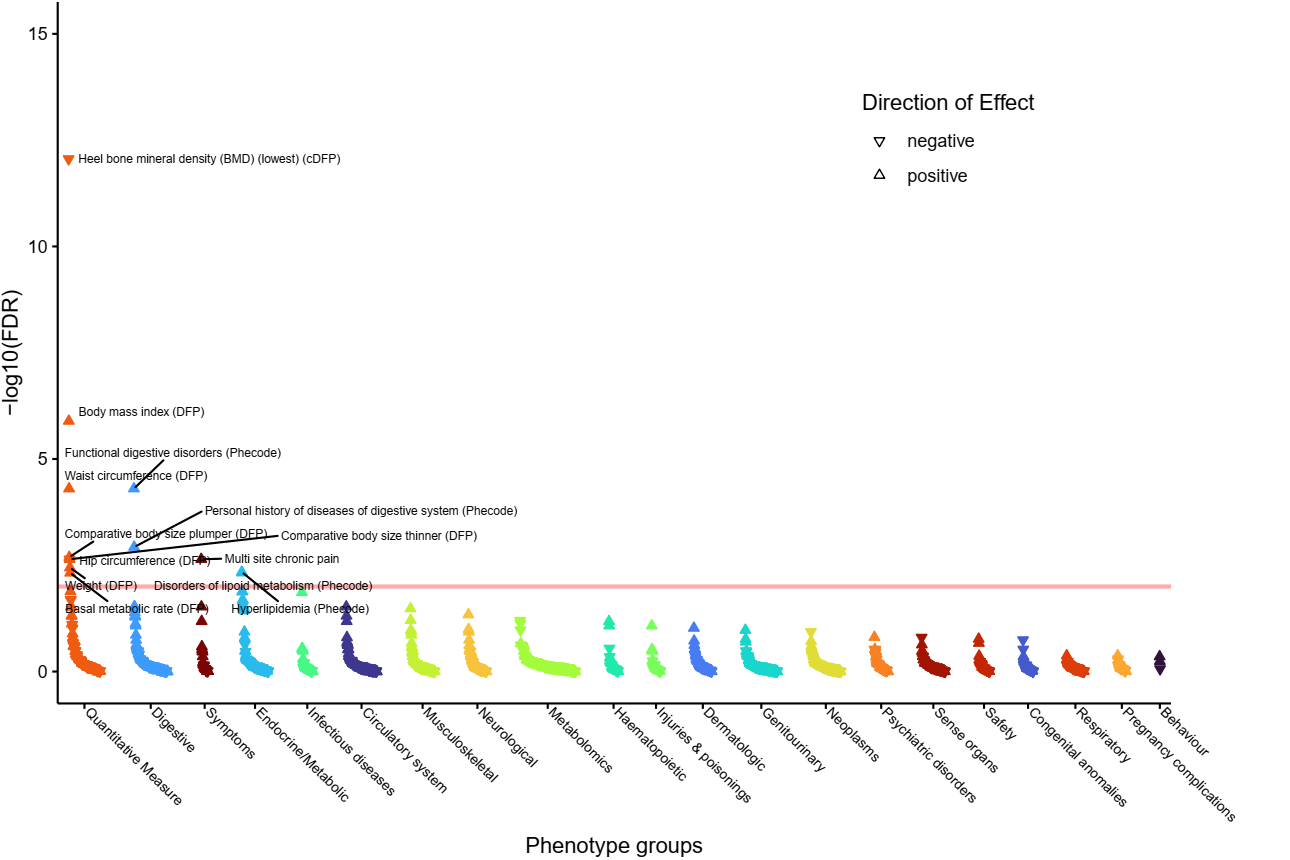 15
10
5
0
−log10(FDR)
Direction of Effect
negative
positive
Heel bone mineral density (BMD) (lowest) (cDFP)
Body mass index (DFP)
Functional digestive disorders (Phecode)
Waist circumference (DFP)
Personal history of diseases of digestive system (Phecode)
Comparative body size plumper (DFP)
Comparative body size thinner (DFP)
Hip circumference (DFP)
Multi site chronic pain
Weight (DFP)
Disorders of lipoid metabolism (Phecode)
Basal metabolic rate (DFP)
Hyperlipidemia (Phecode)
Quantitative Measure
Digestive
Symptoms
Endocrine/Metabolic
Infectious diseases
Circulatory system
Musculoskeletal
Neurological
Metabolomics
Haematopoietic
Injuries & poisonings
Dermatologic
Genitourinary
Neoplasms
Psychiatric disorders
Sense organs
Safety
Congenital anomalies
Respiratory
Pregnancy complications
Behaviour
Phenotype groups